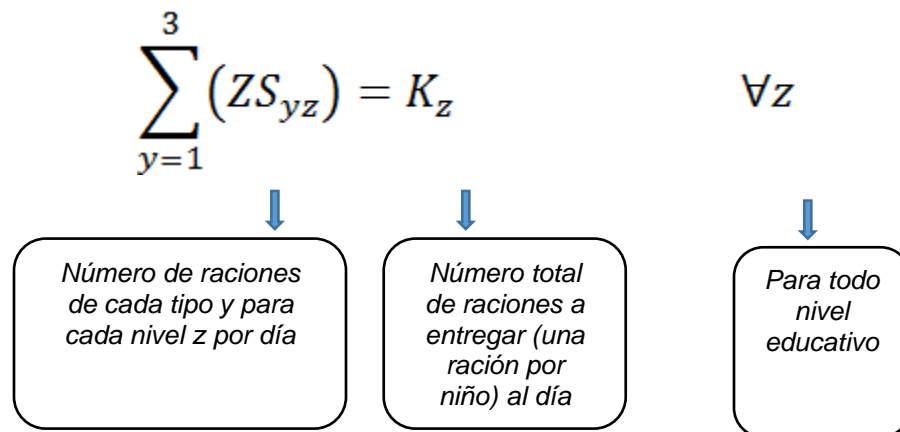 3
∑(ZS_yz) = K_z ∀z
y=1
Número de raciones
de cada tipo y para
cada nivel z por día
Número total
de raciones a
entregar (una
ración por
niño) al día
Para todo
nivel
educativo